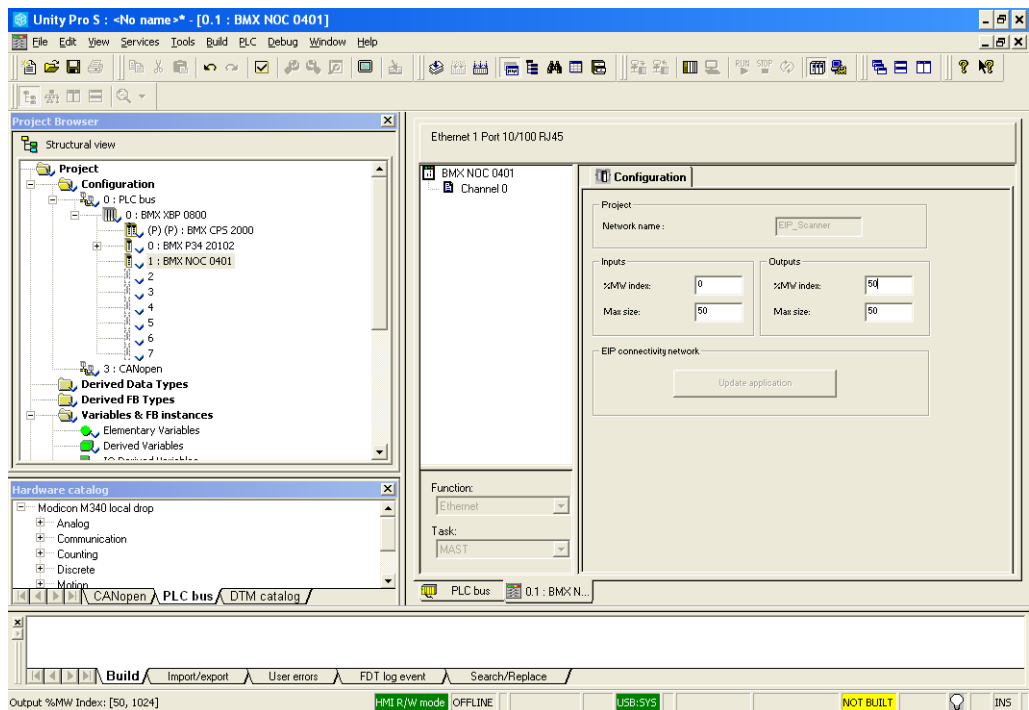 Unity Pro S : <No name>* - [0.1 : BMX NOC 0401]
File Edit View Services Tools Build PLC Debug Window Help
RUN STOP
Project Browser
Structural view
Project
Configuration
0 : PLC bus
0 : BMX XBP 0800
(P) (P) : BMX CPS 2000
0 : BMX P34 20102
1 : BMX NOC 0401
2
3
4
5
6
7
3 : CANopen
Derived Data Types
Derived FB Types
Variables & FB instances
Elementary Variables
Derived Variables
Hardware catalog
Modicon M340 local drop
Analog
Communication
Counting
Discrete
Motion
CANopen PLC bus DTM catalog
Ethernet 1 Port 10/100 RJ45
BMX NOC 0401
Channel 0
Function:
Ethernet
Task:
MAST
Configuration
Project
Network name : EIP_Scanner
Inputs
%MW index: 0
Max size: 50
Outputs
%MW index: 50
Max size: 50
EIP connectivity network
Update application
PLC bus 0.1 : BMX N...
Build Import/export User errors FDT log event Search/Replace
Output %MW Index: [50, 1024] HMI R/W mode OFFLINE USB:SYS NOT BUILT INS